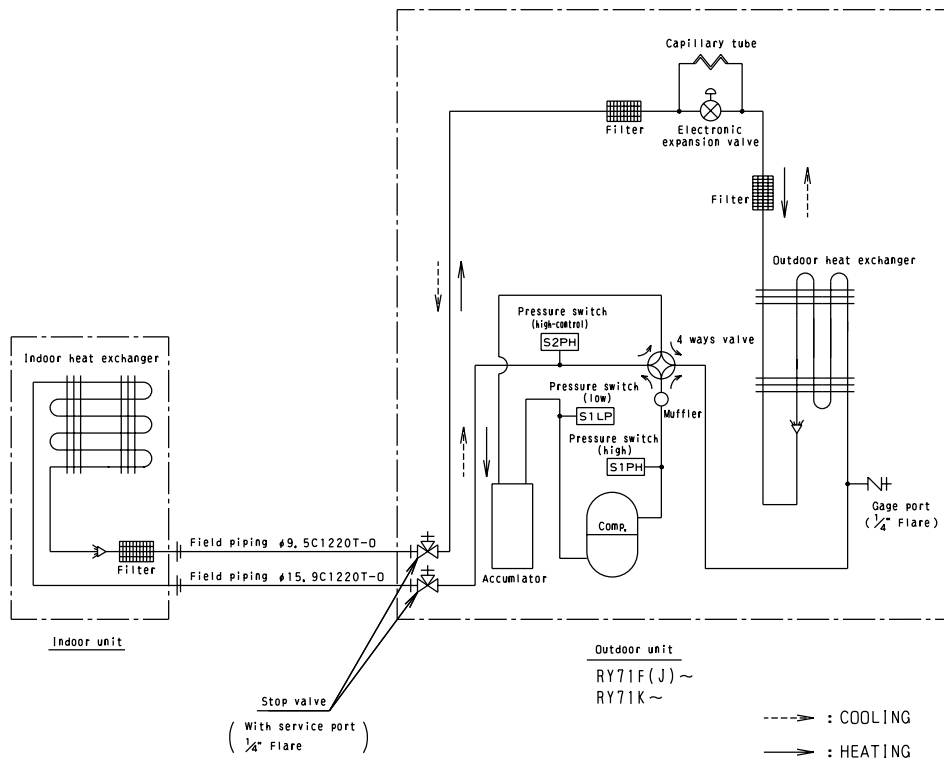 Capillary tube
Filter
Electronic
expansion valve
Filter
Outdoor heat exchanger
Pressure switch
(high-control)
S2PH
4 ways valve
Indoor heat exchanger
Pressure switch
(low)
S1LP
Muffler
Pressure switch
(high)
S1PH
Gage port
(1/4" Flare)
Comp.
Field piping ø9.5C1220T-O
Filter
Accumlator
Field piping ø15.9C1220T-O
Indoor unit
Outdoor unit
RY71F(J)~
RY71K~
Stop valve
(With service port
1/4" Flare)
: COOLING
: HEATING